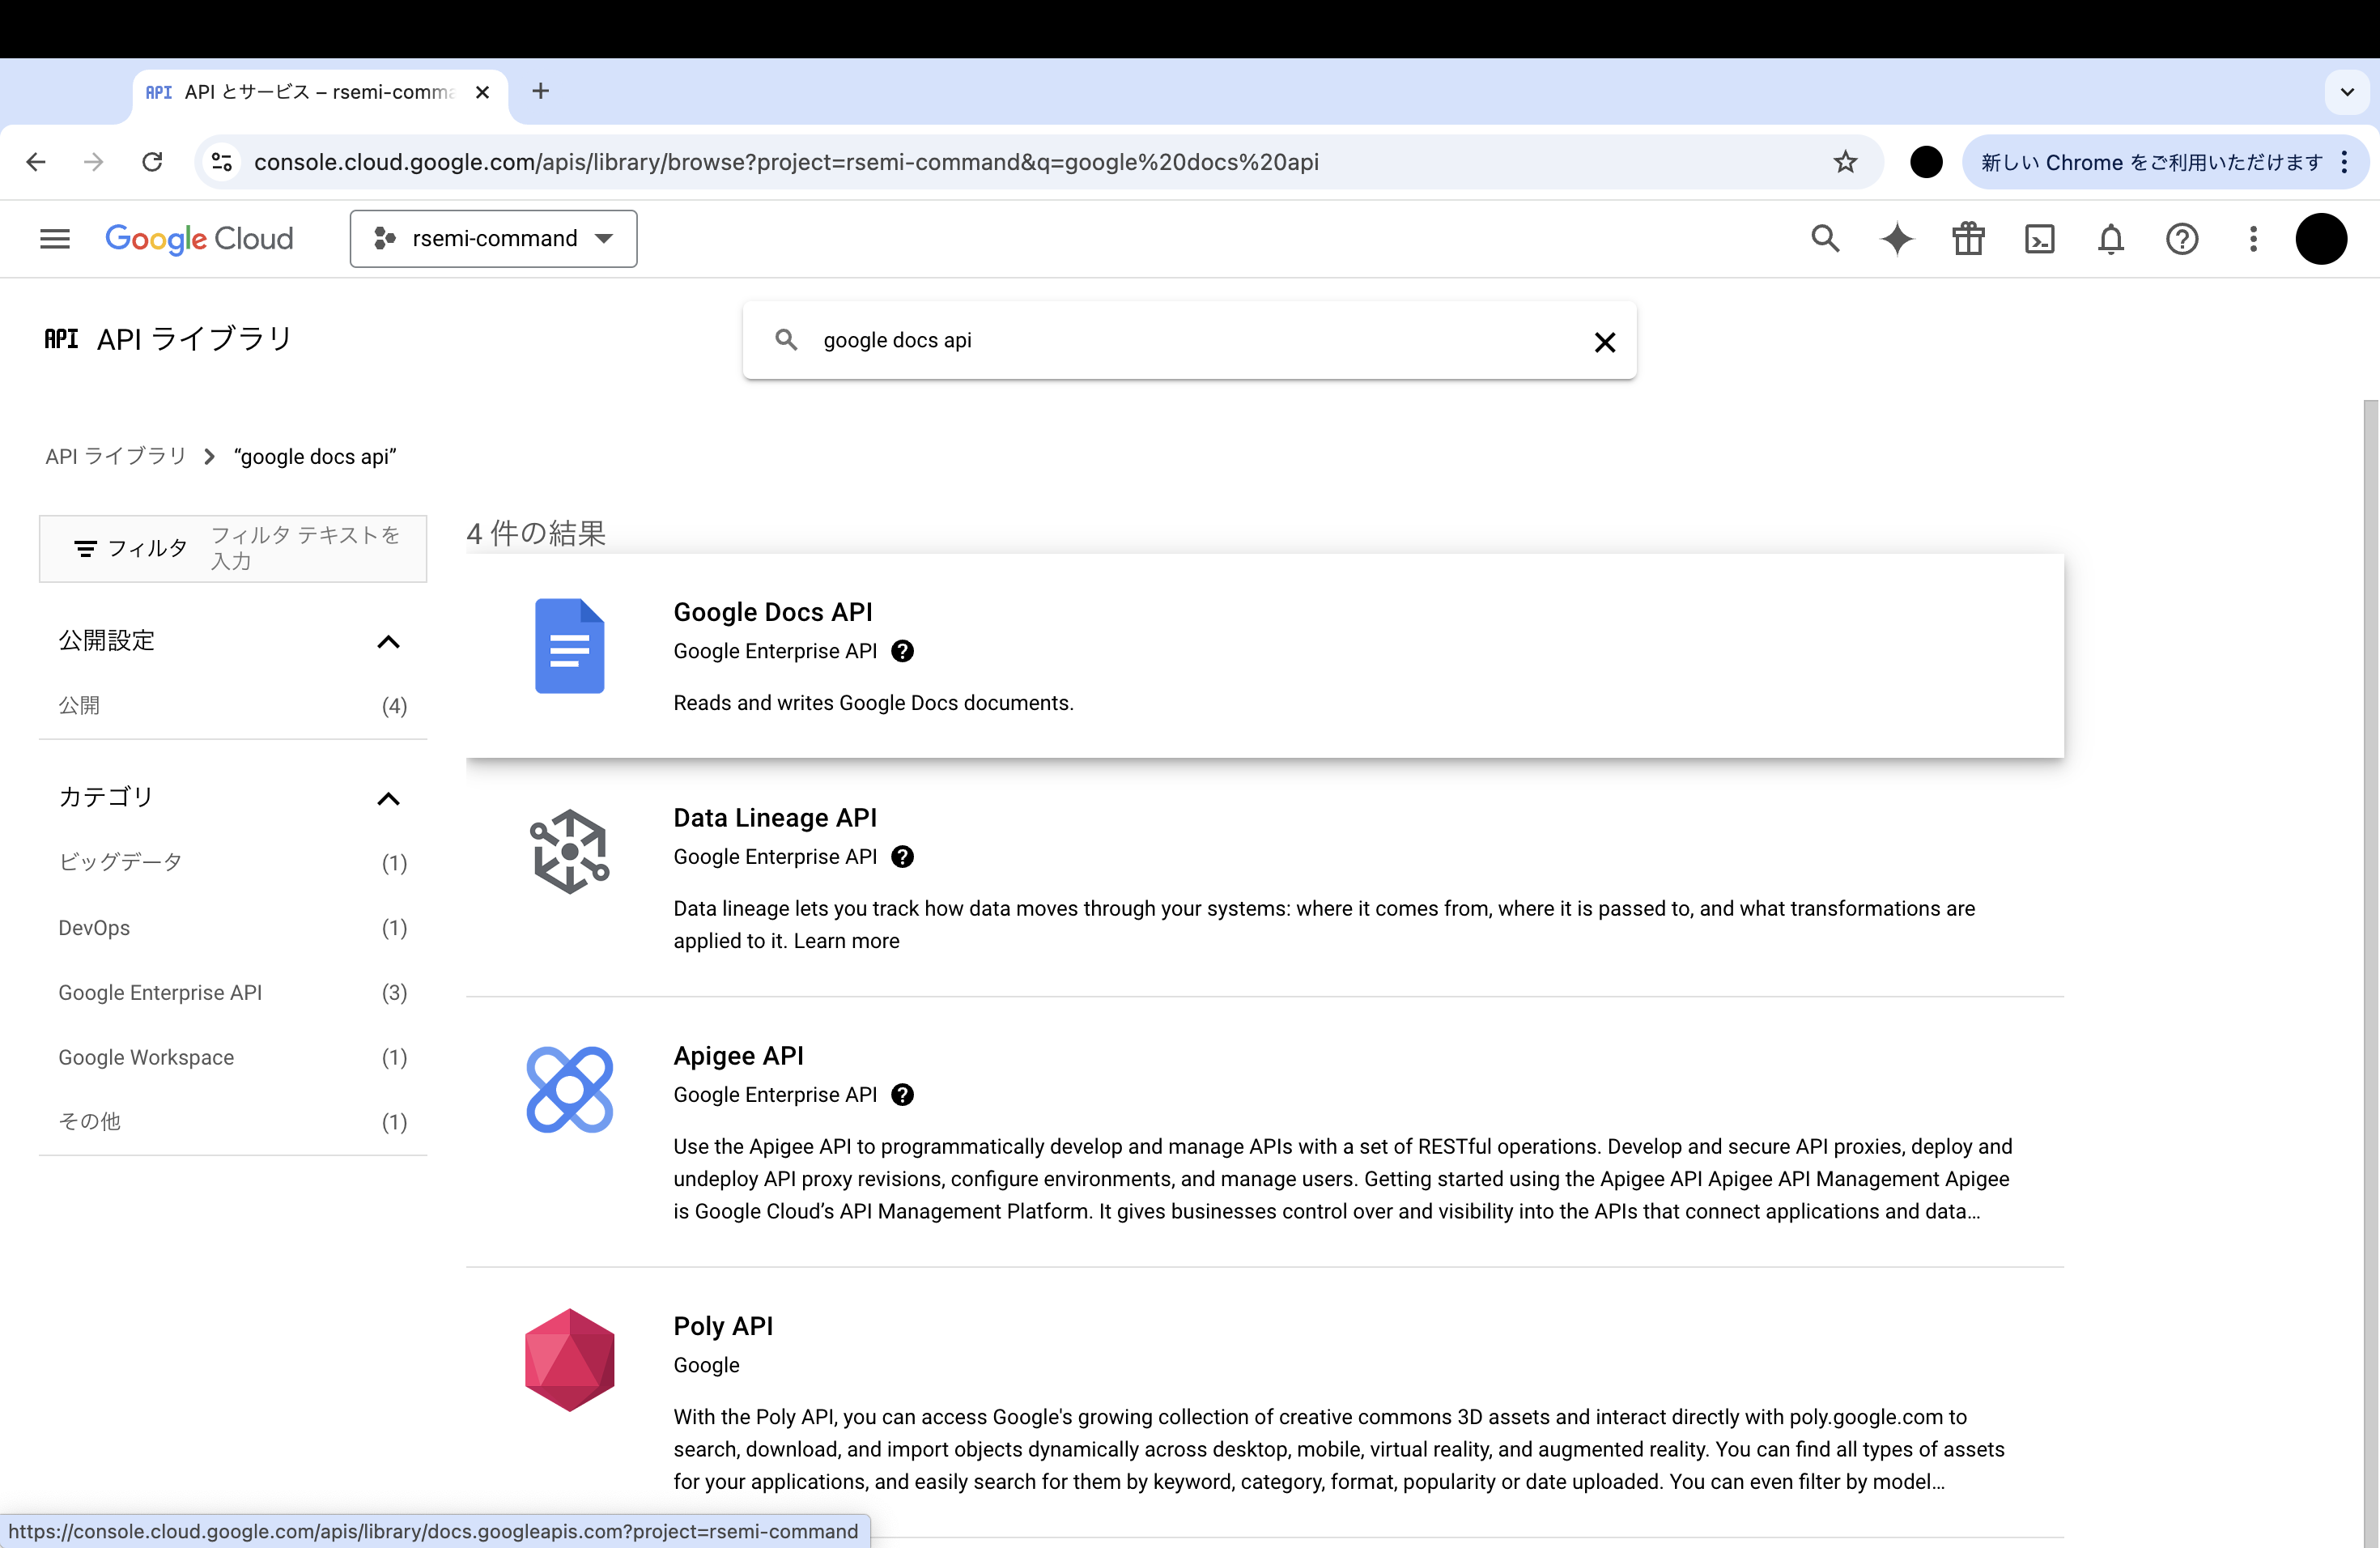 API API とサービス – rsemi-comma
console.cloud.google.com/apis/library/browse?project=rsemi-command&q=google%20docs%20api
新しい Chrome をご利用いただけます
Google Cloud
rsemi-command
API API ライブラリ
google docs api
API ライブラリ
“google docs api”
フィルタ
フィルタ テキストを
入力
公開設定
公開 (4)
カテゴリ
ビッグデータ (1)
DevOps (1)
Google Enterprise API (3)
Google Workspace (1)
その他 (1)
4 件の結果
Google Docs API
Google Enterprise API
Reads and writes Google Docs documents.
Data Lineage API
Google Enterprise API
Data lineage lets you track how data moves through your systems: where it comes from, where it is passed to, and what transformations are
applied to it. Learn more
Apigee API
Google Enterprise API
Use the Apigee API to programmatically develop and manage APIs with a set of RESTful operations. Develop and secure API proxies, deploy and
undeploy API proxy revisions, configure environments, and manage users. Getting started using the Apigee API Apigee API Management Apigee
is Google Cloud’s API Management Platform. It gives businesses control over and visibility into the APIs that connect applications and data…
Poly API
Google
With the Poly API, you can access Google's growing collection of creative commons 3D assets and interact directly with poly.google.com to
search, download, and import objects dynamically across desktop, mobile, virtual reality, and augmented reality. You can find all types of assets
for your applications, and easily search for them by keyword, category, format, popularity or date uploaded. You can even filter by model…
https://console.cloud.google.com/apis/library/docs.googleapis.com?project=rsemi-command